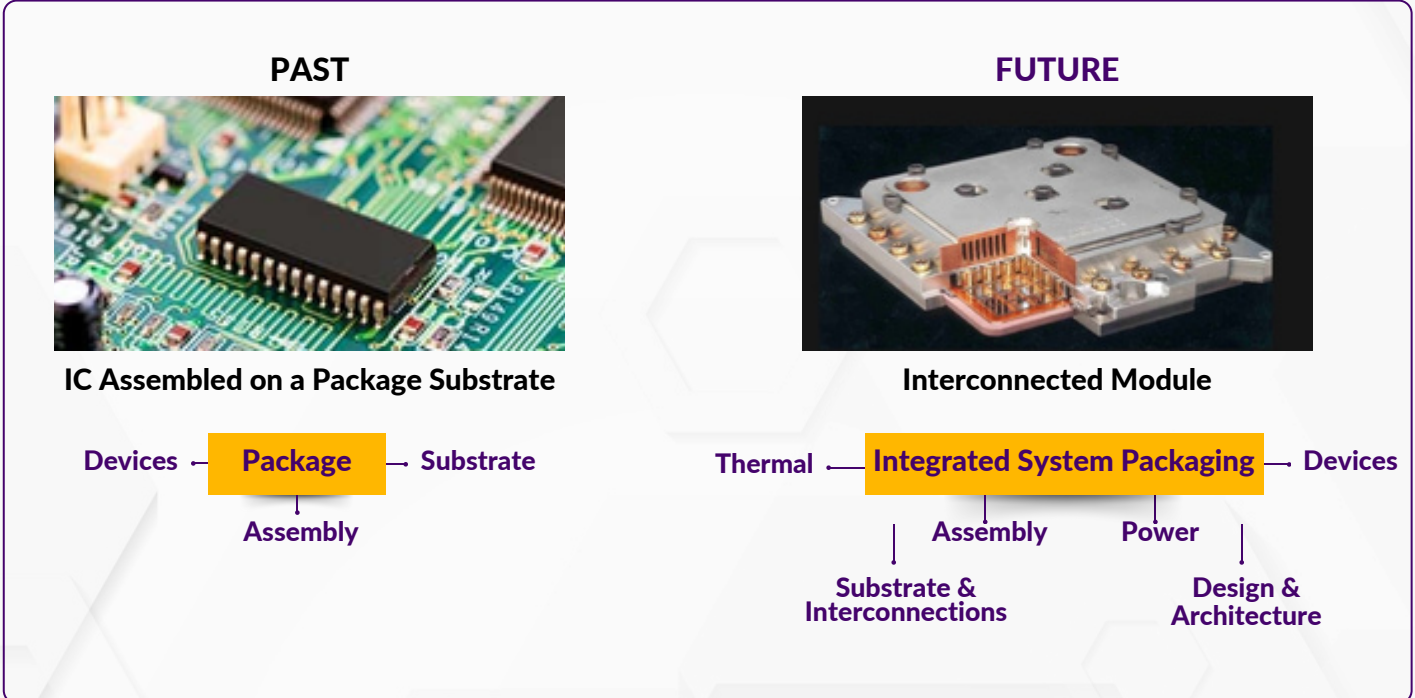 PAST
IC Assembled on a Package Substrate
Devices
Package
Substrate
Assembly
FUTURE
Interconnected Module
Thermal
Integrated System Packaging
Devices
Assembly
Power
Substrate &
Interconnections
Design &
Architecture